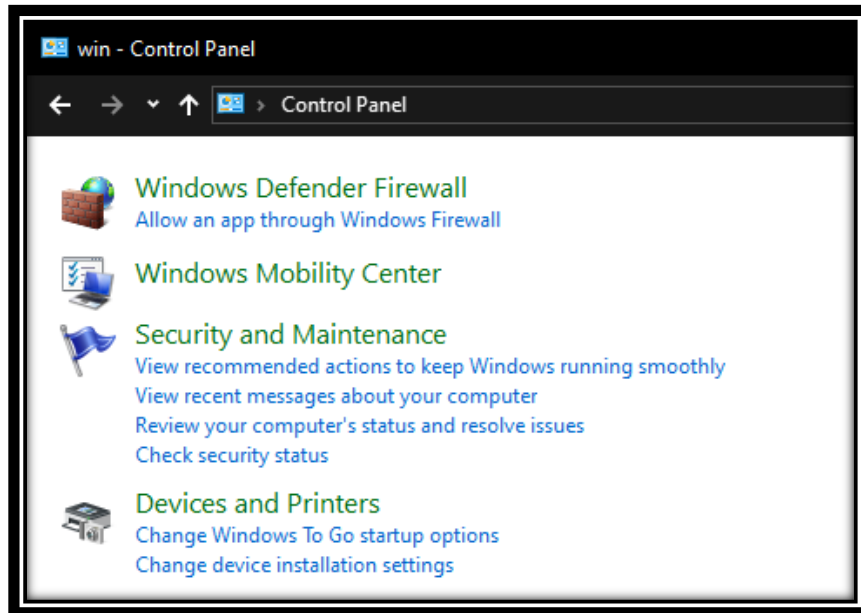 win - Control Panel
Control Panel
Windows Defender Firewall
Allow an app through Windows Firewall
Windows Mobility Center
Security and Maintenance
View recommended actions to keep Windows running smoothly
View recent messages about your computer
Review your computer's status and resolve issues
Check security status
Devices and Printers
Change Windows To Go startup options
Change device installation settings